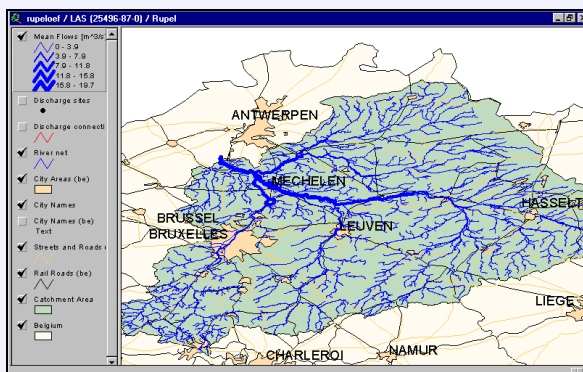 rupeloef / LAS (25496-87-0) / Rupel
Mean Flows [m^3/s
0 - 3.9
3.9 - 7.9
7.9 - 11.8
11.8 - 15.8
15.8 - 19.7
Discharge sites
Discharge connecti
River net
City Areas (be)
City Names
City Names (be)
Text
Streets and Roads (
Rail Roads (be)
Catchment Area
Belgium
ANTWERPEN
MECHELEN
HASSELT
BRUSSEL
BRUXELLES
LEUVEN
LIEGE
NAMUR
CHARLEROI